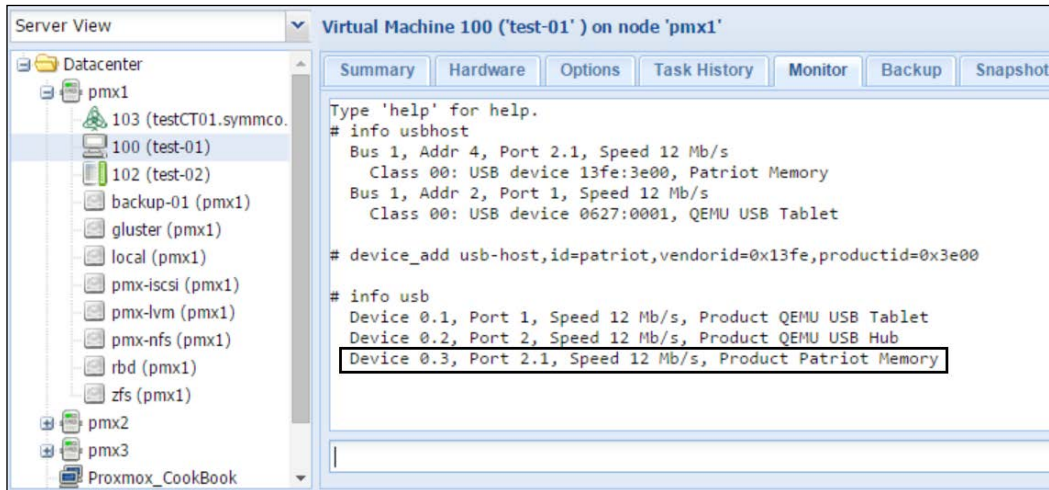 Server View
Virtual Machine 100 ('test-01' ) on node 'pmx1'
Datacenter
pmx1
103 (testCT01.symmco.
100 (test-01)
102 (test-02)
backup-01 (pmx1)
gluster (pmx1)
local (pmx1)
pmx-iscsi (pmx1)
pmx-lvm (pmx1)
pmx-nfs (pmx1)
rbd (pmx1)
zfs (pmx1)
pmx2
pmx3
Proxmox_CookBook
Summary Hardware Options Task History Monitor Backup Snapshot
Type 'help' for help.
# info usbhost
Bus 1, Addr 4, Port 2.1, Speed 12 Mb/s
Class 00: USB device 13fe:3e00, Patriot Memory
Bus 1, Addr 2, Port 1, Speed 12 Mb/s
Class 00: USB device 0627:0001, QEMU USB Tablet
# device_add usb-host,id=patriot,vendorid=0x13fe,productid=0x3e00
# info usb
Device 0.1, Port 1, Speed 12 Mb/s, Product QEMU USB Tablet
Device 0.2, Port 2, Speed 12 Mb/s, Product QEMU USB Hub
Device 0.3, Port 2.1, Speed 12 Mb/s, Product Patriot Memory